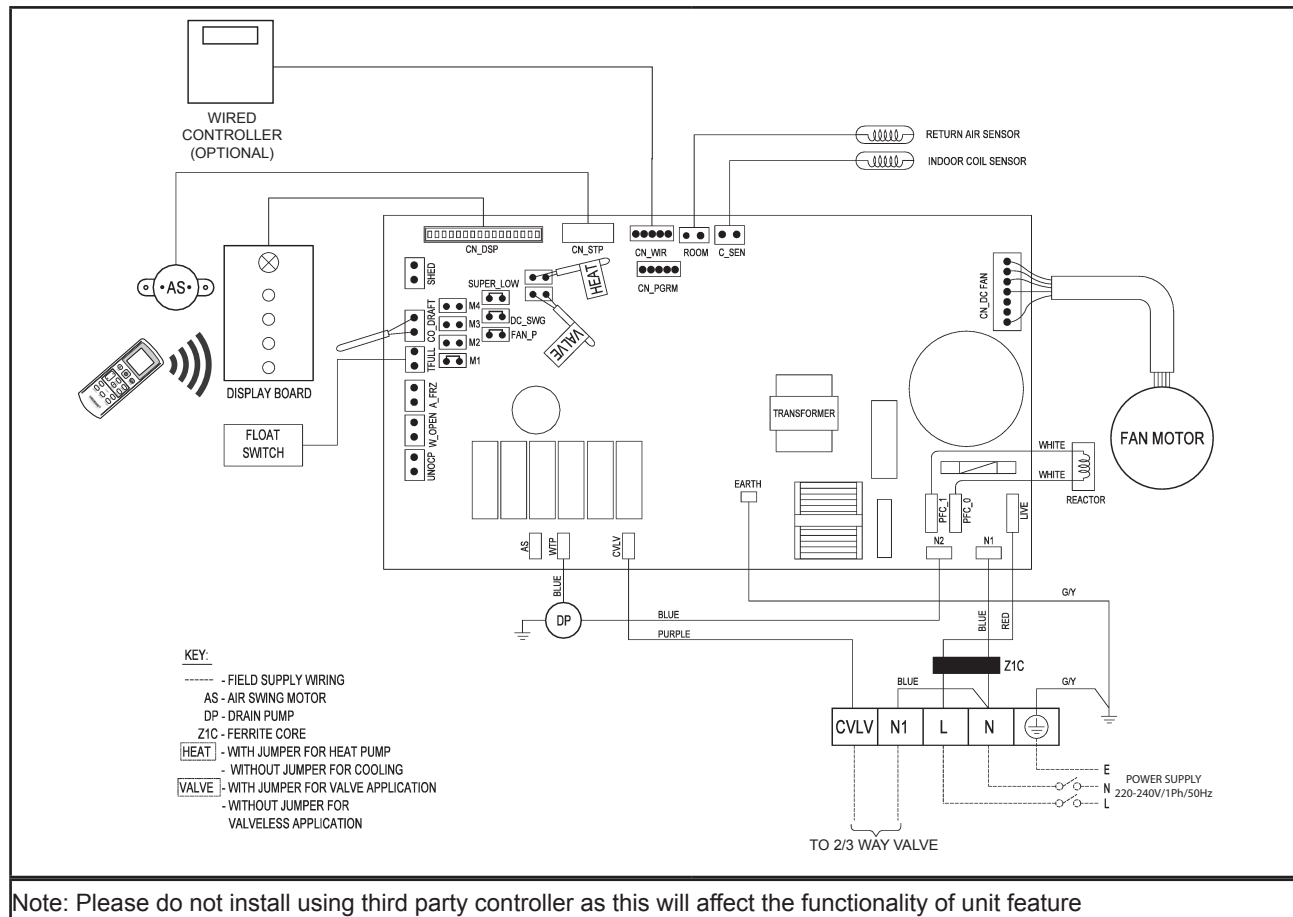 WIRED
CONTROLLER
(OPTIONAL)
RETURN AIR SENSOR
INDOOR COIL SENSOR
CN_DSP
CN_STP
CN_WIR
ROOM
C_SEN
CN_PGRM
SHED
SUPER_LOW
HEAT
VALVE
CN_DC FAN
AS
CO_DRAFT
M4
M3
M2
M1
DC_SWG
FAN_P
TFULL
A_FRZ
W_OPEN
UNOCP
DISPLAY BOARD
FLOAT
SWITCH
TRANSFORMER
FAN MOTOR
WHITE
WHITE
REACTOR
EARTH
PFC_1
PFC_0
LIVE
N2
N1
AS
WTP
CVLV
BLUE
DP
BLUE
PURPLE
G/Y
BLUE
RED
Z1C
BLUE
G/Y
CVLV N1 L N
E
N
L
POWER SUPPLY
220-240V/1Ph/50Hz
TO 2/3 WAY VALVE
KEY:
------ - FIELD SUPPLY WIRING
AS - AIR SWING MOTOR
DP - DRAIN PUMP
Z1C - FERRITE CORE
HEAT - WITH JUMPER FOR HEAT PUMP
- WITHOUT JUMPER FOR COOLING
VALVE - WITH JUMPER FOR VALVE APPLICATION
- WITHOUT JUMPER FOR
VALVELESS APPLICATION
Note: Please do not install using third party controller as this will affect the functionality of unit feature